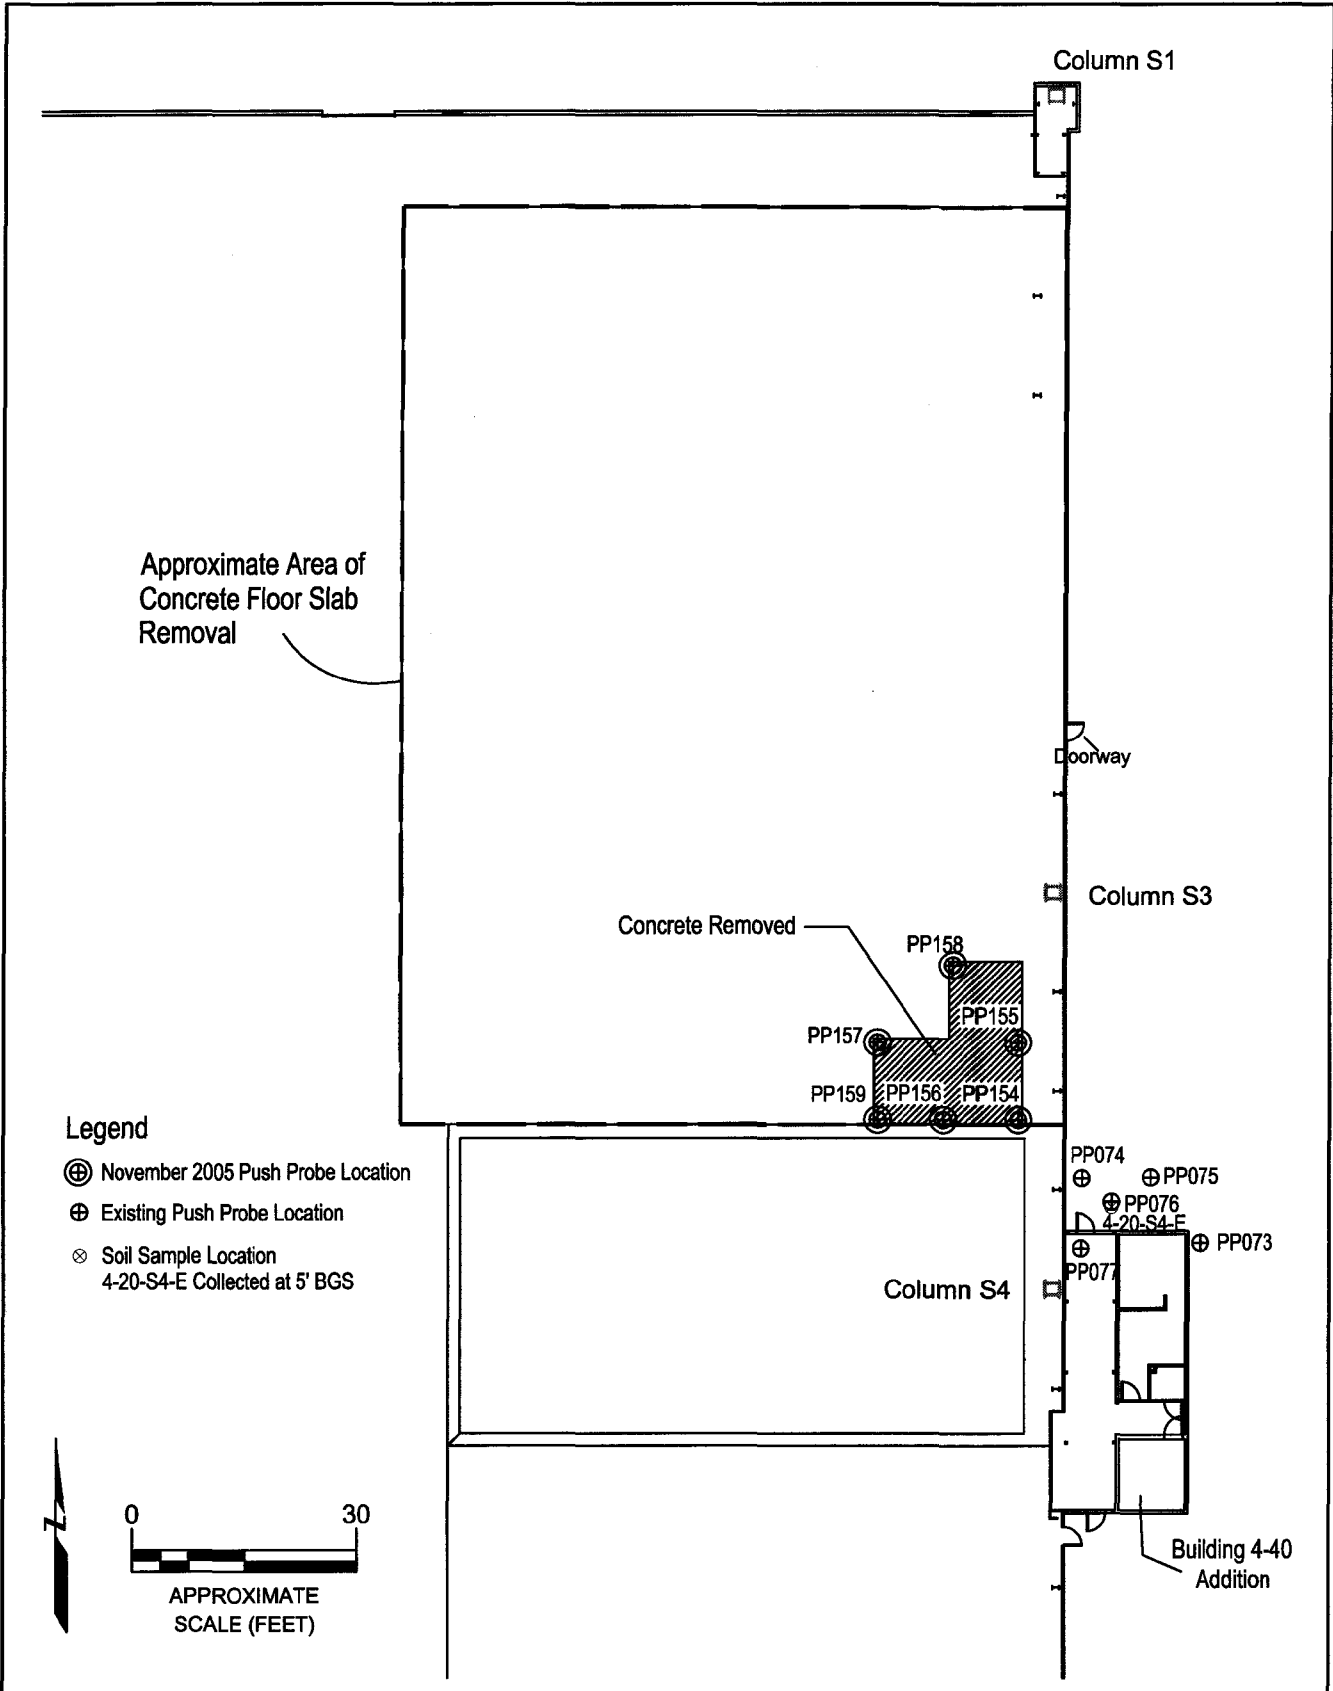 Column S1
Approximate Area of
Concrete Floor Slab
Removal
Doorway
Column S3
Concrete Removed
PP158
PP155
PP157
PP159
PP156
PP154
Legend
November 2005 Push Probe Location
Existing Push Probe Location
Soil Sample Location
4-20-S4-E Collected at 5' BGS
PP074
PP075
PP076
4-20-S4-E
PP073
PP077
Column S4
Building 4-40
Addition
Z
0 30
APPROXIMATE
SCALE (FEET)